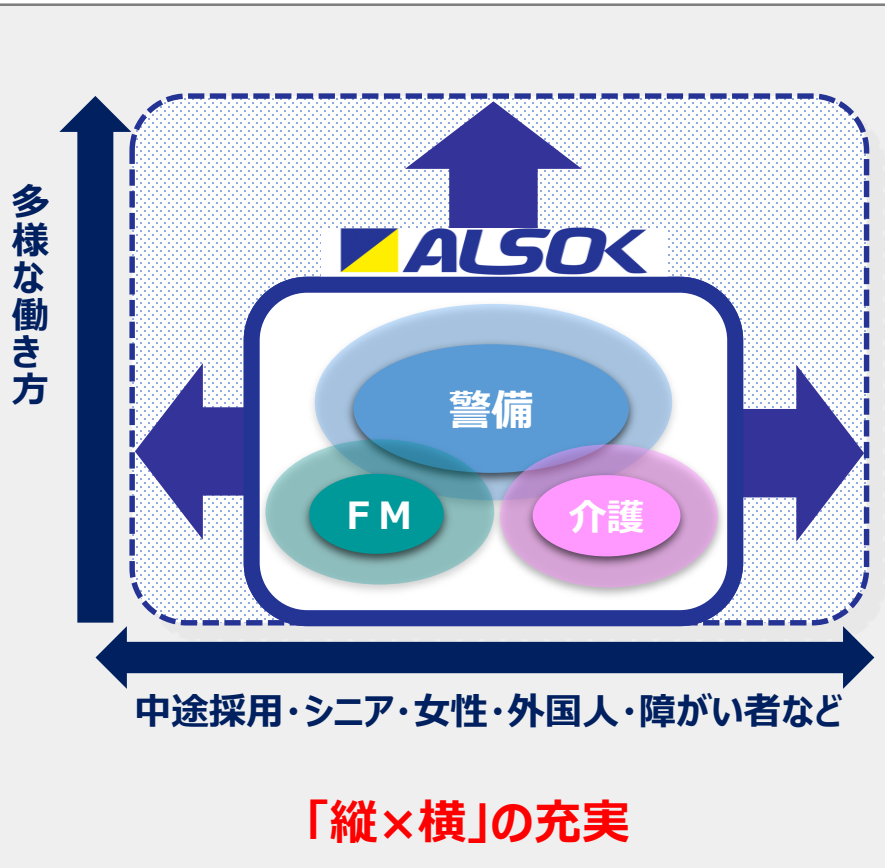 多様な働き方
ALSOK
警備
ＦＭ
介護
中途採用・シニア・女性・外国人・障がい者など
「縦×横」の充実